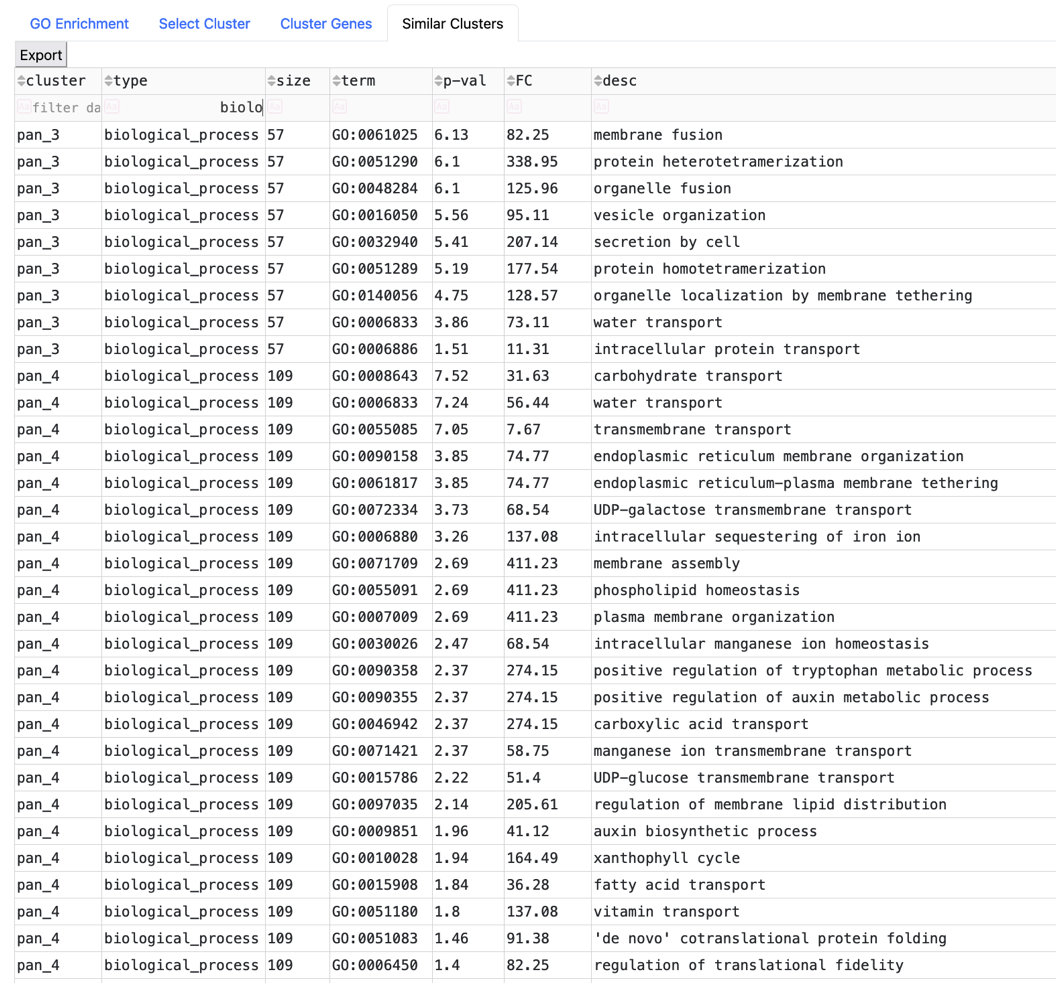 GO Enrichment Select Cluster Cluster Genes Similar Clusters
Export
cluster type size term p-val FC desc
Aa filter da Aa biolo Aa Aa Aa Aa Aa
pan_3 biological_process 57 GO:0061025 6.13 82.25 membrane fusion
pan_3 biological_process 57 GO:0051290 6.1 338.95 protein heterotetramerization
pan_3 biological_process 57 GO:0048284 6.1 125.96 organelle fusion
pan_3 biological_process 57 GO:0016050 5.56 95.11 vesicle organization
pan_3 biological_process 57 GO:0032940 5.41 207.14 secretion by cell
pan_3 biological_process 57 GO:0051289 5.19 177.54 protein homotetramerization
pan_3 biological_process 57 GO:0140056 4.75 128.57 organelle localization by membrane tethering
pan_3 biological_process 57 GO:0006833 3.86 73.11 water transport
pan_3 biological_process 57 GO:0006886 1.51 11.31 intracellular protein transport
pan_4 biological_process 109 GO:0008643 7.52 31.63 carbohydrate transport
pan_4 biological_process 109 GO:0006833 7.24 56.44 water transport
pan_4 biological_process 109 GO:0055085 7.05 7.67 transmembrane transport
pan_4 biological_process 109 GO:0090158 3.85 74.77 endoplasmic reticulum membrane organization
pan_4 biological_process 109 GO:0061817 3.85 74.77 endoplasmic reticulum-plasma membrane tethering
pan_4 biological_process 109 GO:0072334 3.73 68.54 UDP-galactose transmembrane transport
pan_4 biological_process 109 GO:0006880 3.26 137.08 intracellular sequestering of iron ion
pan_4 biological_process 109 GO:0071709 2.69 411.23 membrane assembly
pan_4 biological_process 109 GO:0055091 2.69 411.23 phospholipid homeostasis
pan_4 biological_process 109 GO:0007009 2.69 411.23 plasma membrane organization
pan_4 biological_process 109 GO:0030026 2.47 68.54 intracellular manganese ion homeostasis
pan_4 biological_process 109 GO:0090358 2.37 274.15 positive regulation of tryptophan metabolic process
pan_4 biological_process 109 GO:0090355 2.37 274.15 positive regulation of auxin metabolic process
pan_4 biological_process 109 GO:0046942 2.37 274.15 carboxylic acid transport
pan_4 biological_process 109 GO:0071421 2.37 58.75 manganese ion transmembrane transport
pan_4 biological_process 109 GO:0015786 2.22 51.4 UDP-glucose transmembrane transport
pan_4 biological_process 109 GO:0097035 2.14 205.61 regulation of membrane lipid distribution
pan_4 biological_process 109 GO:0009851 1.96 41.12 auxin biosynthetic process
pan_4 biological_process 109 GO:0010028 1.94 164.49 xanthophyll cycle
pan_4 biological_process 109 GO:0015908 1.84 36.28 fatty acid transport
pan_4 biological_process 109 GO:0051180 1.8 137.08 vitamin transport
pan_4 biological_process 109 GO:0051083 1.46 91.38 'de novo' cotranslational protein folding
pan_4 biological_process 109 GO:0006450 1.4 82.25 regulation of translational fidelity